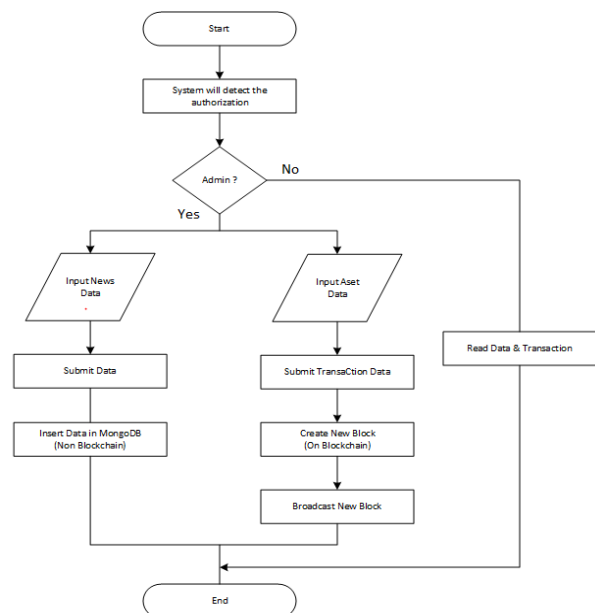 Start
System will detect the
authorization
Admin ?
No
Yes
Input News
Data
Input Aset
Data
Read Data & Transaction
Submit Data
Submit TransaCtion Data
Insert Data in MongoDB
(Non Blockchain)
Create New Block
(On Blockchain)
Broadcast New Block
End